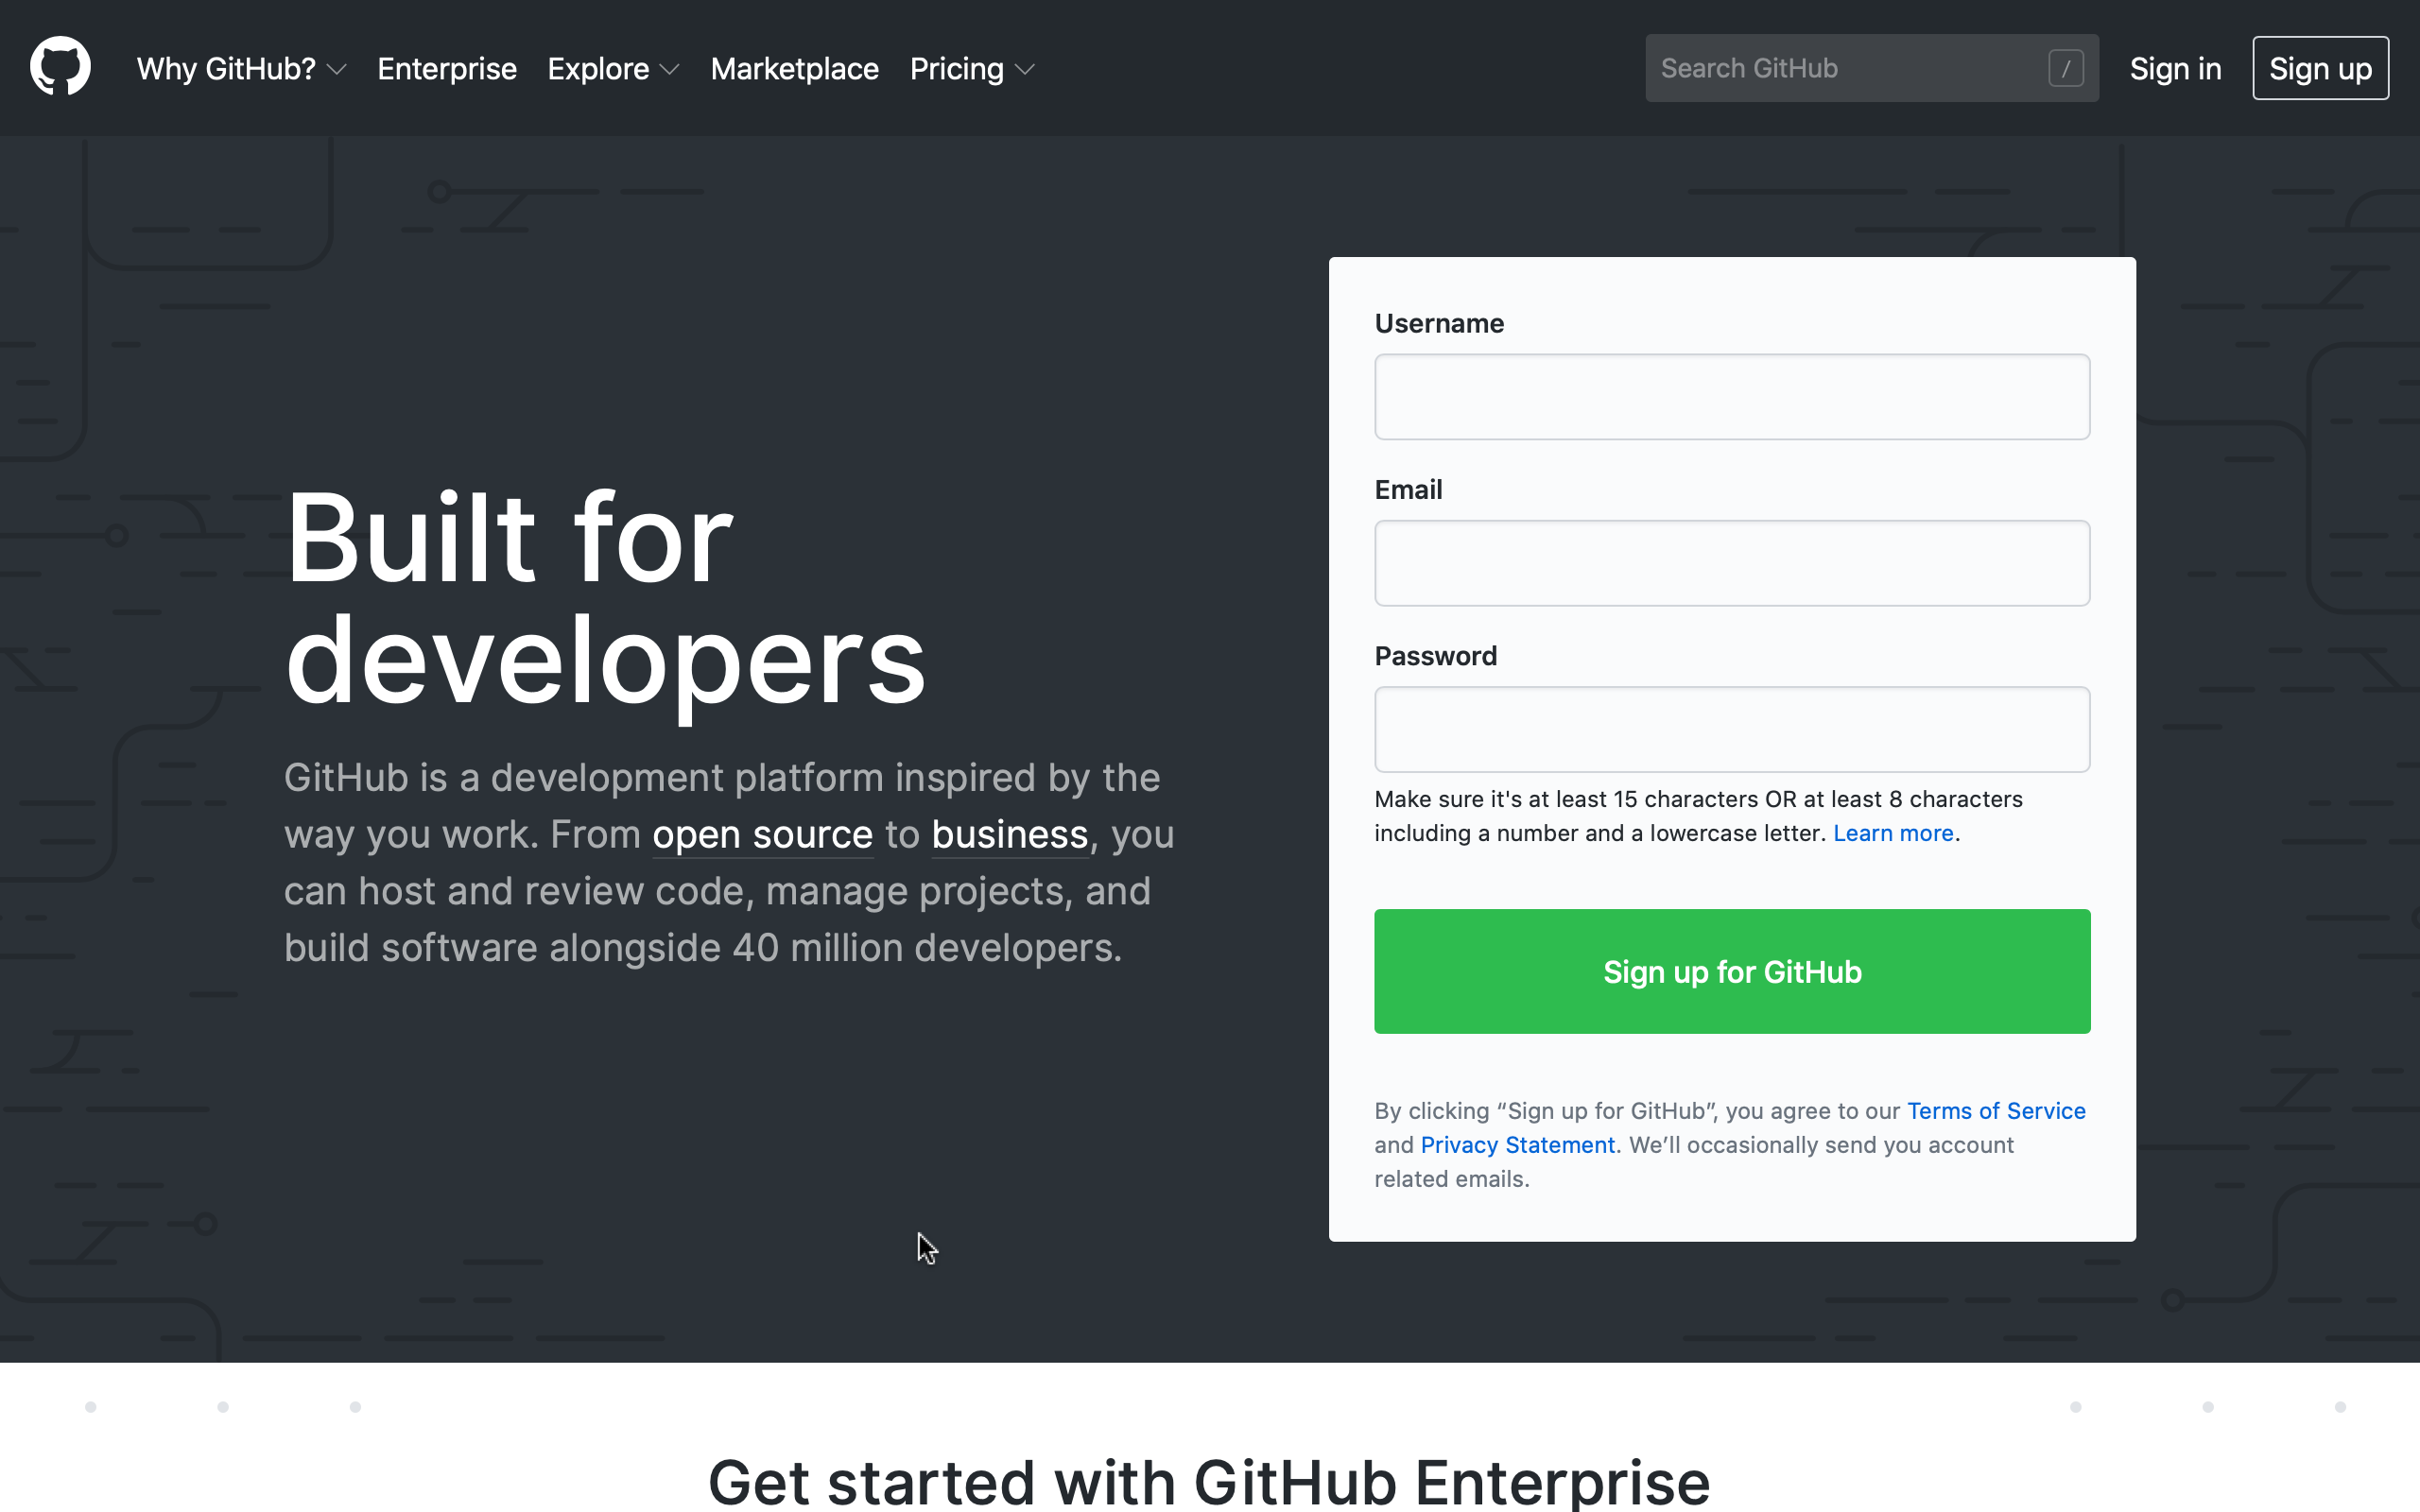 Why GitHub? Enterprise Explore Marketplace Pricing Search GitHub / Sign in Sign up
Built for
developers
GitHub is a development platform inspired by the
way you work. From open source to business, you
can host and review code, manage projects, and
build software alongside 40 million developers.
Username
Email
Password
Make sure it's at least 15 characters OR at least 8 characters
including a number and a lowercase letter. Learn more.
Sign up for GitHub
By clicking “Sign up for GitHub”, you agree to our Terms of Service
and Privacy Statement. We’ll occasionally send you account
related emails.
Get started with GitHub Enterprise